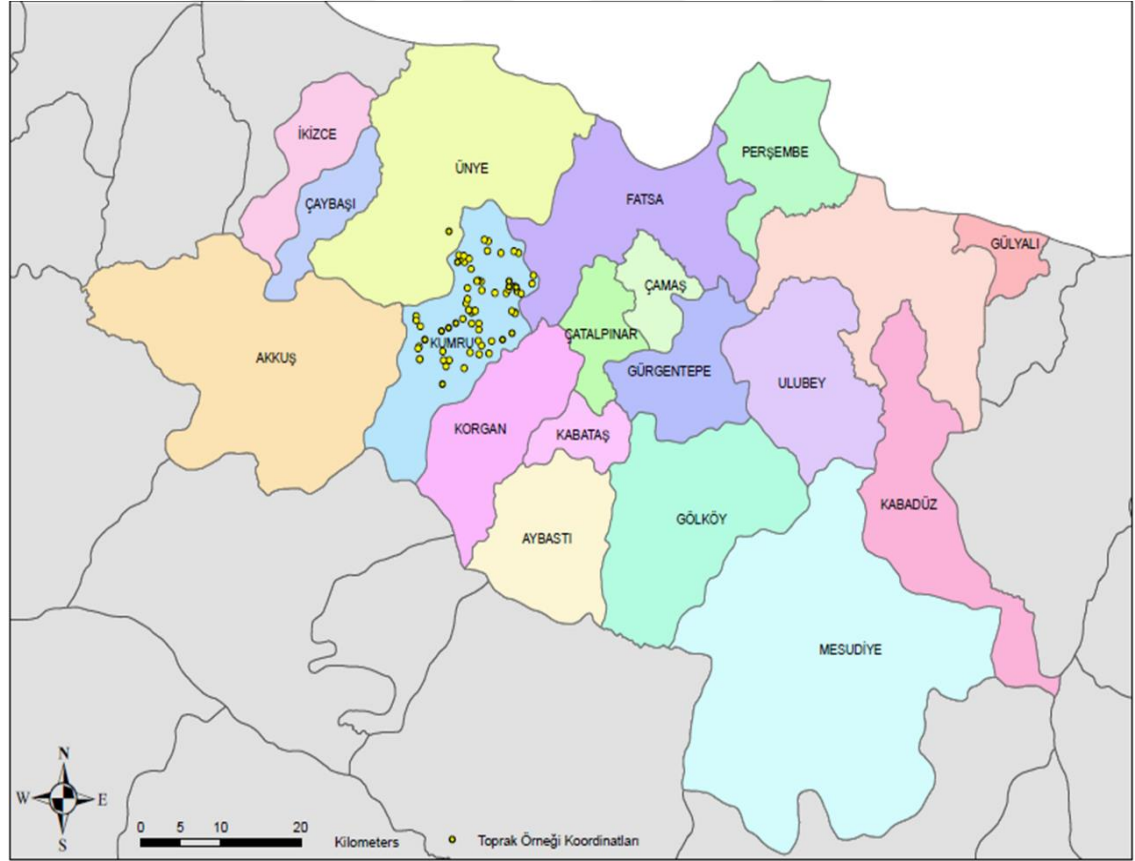 İKİZCE
ÜNYE
PERŞEMBE
ÇAYBAŞI
FATSA
GÜLYALI
ÇAMAŞ
ÇATALPINAR
KUMRU
AKKUŞ
GÜRGENTEPE
ULUBEY
KORGAN
KABATAŞ
KABADÜZ
GÖLKÖY
AYBASTI
MESUDİYE
N
W
E
S
0 5 10 20
Kilometers
Toprak Örneği Koordinatları